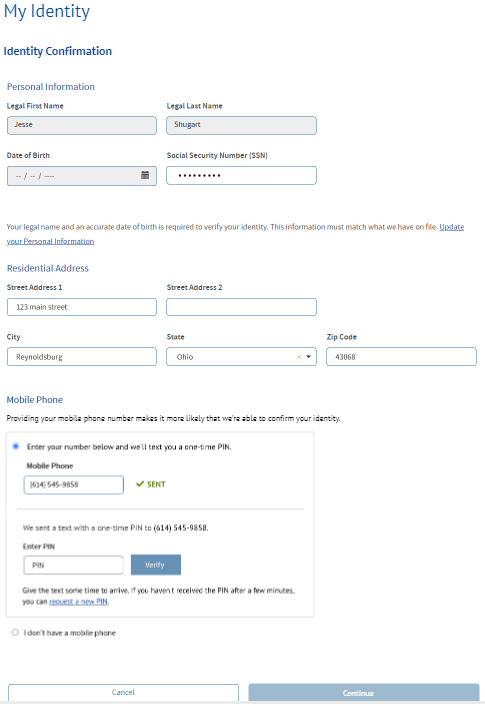 My Identity
Identity Confirmation
Personal Information
Legal First Name Legal Last Name
Jesse Shugart
Date of Birth Social Security Number (SSN)
-- / -- / ---- •••••••••
Your legal name and an accurate date of birth is required to verify your identity. This information must match what we have on file. Update
your Personal Information
Residential Address
Street Address 1 Street Address 2
123 main street
City State Zip Code
Reynoldsburg Ohio × 43068
Mobile Phone
Providing your mobile phone number makes it more likely that we're able to confirm your identity.
Enter your number below and we'll text you a one-time PIN.
Mobile Phone
(614) 545-9858 SENT
We sent a text with a one-time PIN to (614) 545-9858.
Enter PIN
PIN Verify
Give the text some time to arrive. If you haven't received the PIN after a few minutes,
you can request a new PIN.
I don't have a mobile phone
Cancel Continue